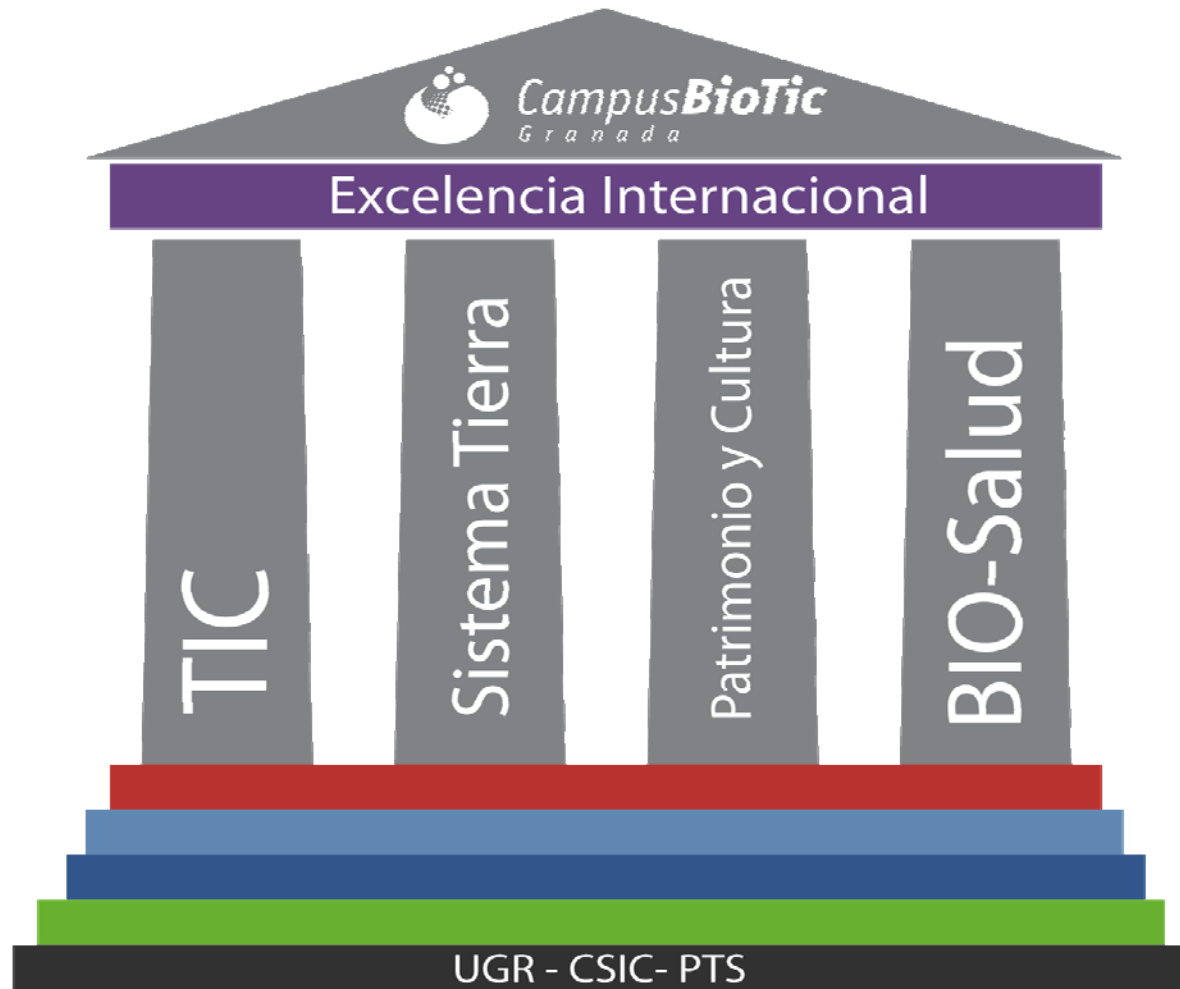 CampusBioTic
Granada
Excelencia Internacional
TIC
Sistema Tierra
Patrimonio y Cultura
BIO-Salud
UGR - CSIC- PTS